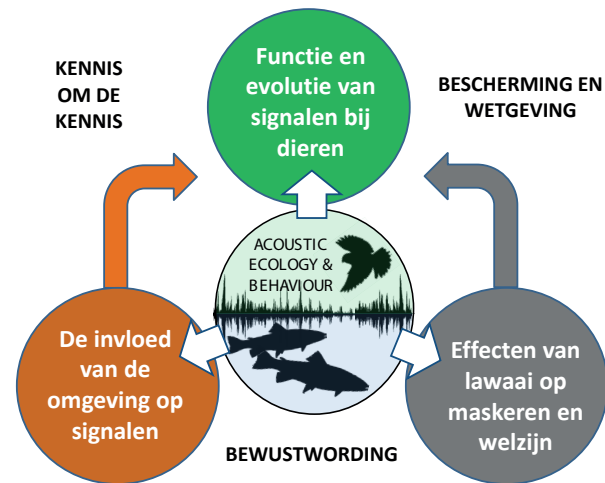 KENNIS
OM DE
KENNIS
Functie en
evolutie van
signalen bij
dieren
BESCHERMING EN
WETGEVING
ACOUSTIC
ECOLOGY &
BEHAVIOUR
De invloed
van de
omgeving op
signalen
Effecten van
lawaai op
maskeren en
welzijn
BEWUSTWORDING